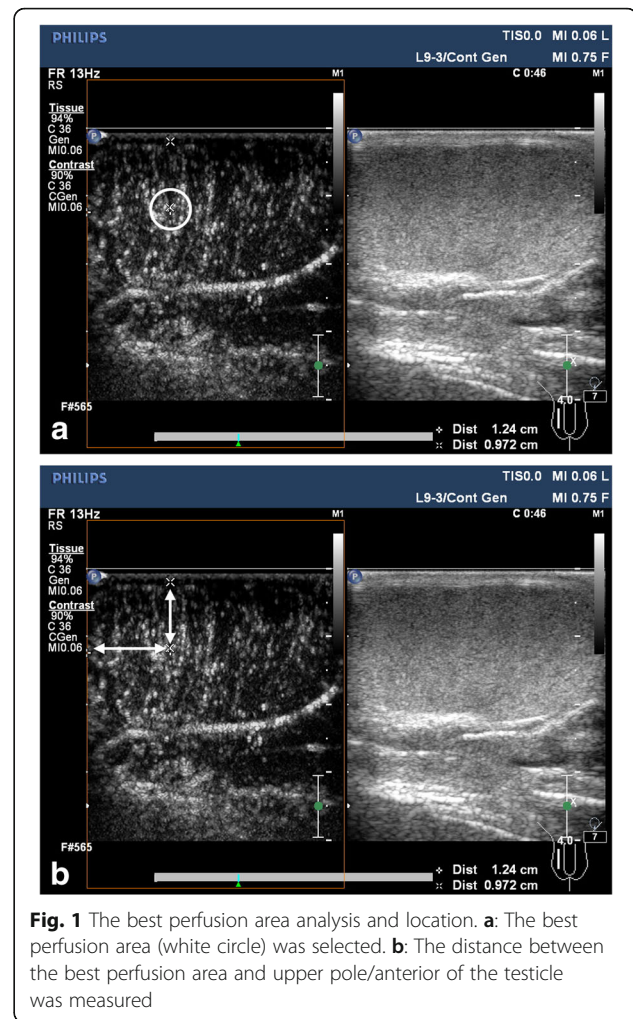 PHILIPS
TIS0.0 MI 0.06 L
L9-3/Cont Gen MI 0.75 F
FR 13Hz M1 C 0:46 M1
RS
Tissue
94%
C 36
Gen
MI0.06
Contrast
90%
C 36
CGen
MI0.06
P P
x
F#565 4.0 7
a Dist 1.24 cm
Dist 0.972 cm
PHILIPS
TIS0.0 MI 0.06 L
L9-3/Cont Gen MI 0.75 F
FR 13Hz M1 C 0:46 M1
RS
Tissue
94%
C 36
Gen
MI0.06
Contrast
90%
C 36
CGen
MI0.06
P P
x
F#565 4.0 7
b Dist 1.24 cm
Dist 0.972 cm
Fig. 1 The best perfusion area analysis and location. a: The best
perfusion area (white circle) was selected. b: The distance between
the best perfusion area and upper pole/anterior of the testicle
was measured